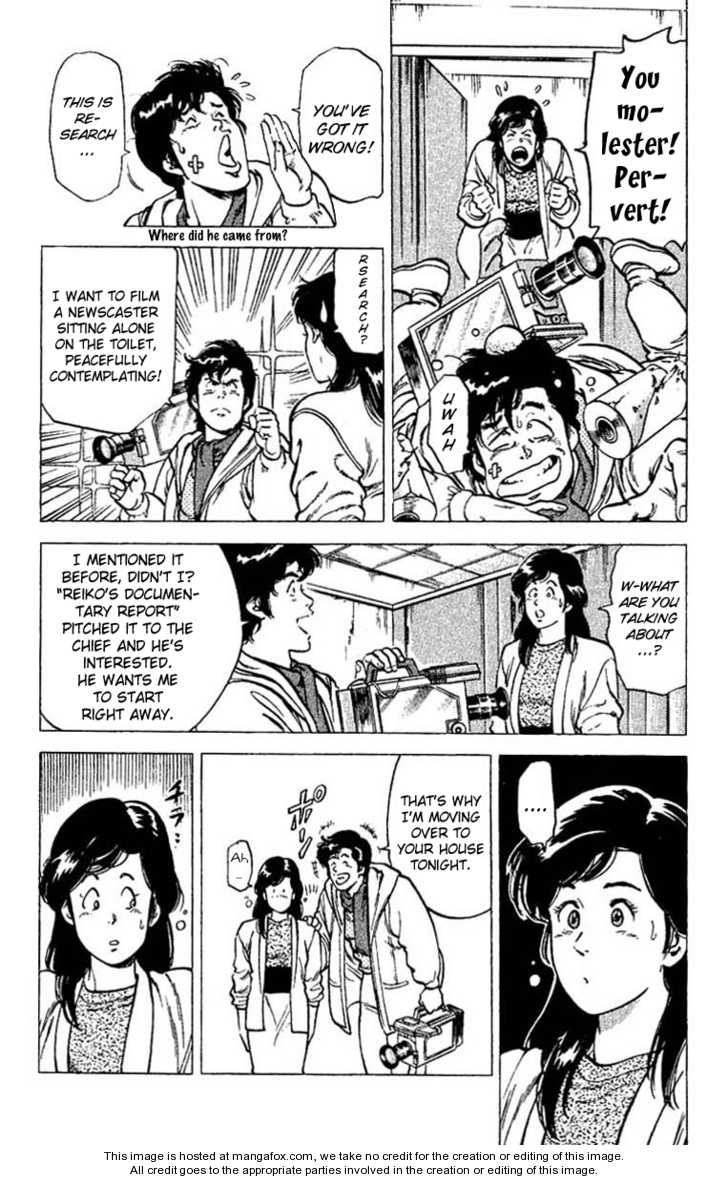 You
mo-
lester!
Per-
vert!
UWAH
YOU'VE
GOT IT
WRONG!
THIS IS
RE-
SEARCH
...
Where did he came from?
RSEARCH?
I WANT TO FILM
A NEWSCASTER
SITTING ALONE
ON THE TOILET,
PEACEFULLY
CONTEMPLATING!
W-WHAT
ARE YOU
TALKING
ABOUT
...?
I MENTIONED IT
BEFORE, DIDN'T I?
"REIKO'S DOCUMEN-
TARY REPORT"
PITCHED IT TO THE
CHIEF AND HE'S
INTERESTED.
HE WANTS ME
TO START
RIGHT AWAY.
....
THAT'S WHY
I'M MOVING
OVER TO
YOUR HOUSE
TONIGHT.
ポン
Ah
...
チラ
This image is hosted at mangafox.com, we take no credit for the creation or editing of this image.
All credit goes to the appropriate parties involved in the creation or editing of this image.